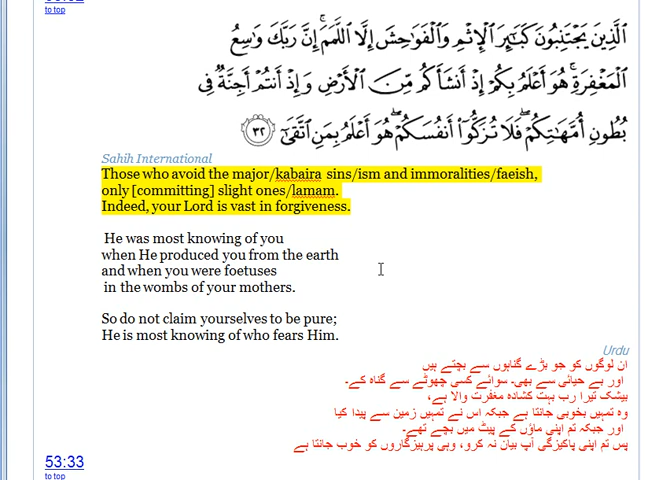 53:32
to top
ٱلَّذِينَ يَجْتَنِبُونَ كَبَـٰٓئِرَ ٱلْإِثْمِ وَٱلْفَوَٰحِشَ إِلَّا ٱللَّمَمَ ۚ إِنَّ رَبَّكَ وَٰسِعُ
ٱلْمَغْفِرَةِ ۚ هُوَ أَعْلَمُ بِكُمْ إِذْ أَنشَأَكُم مِّنَ ٱلْأَرْضِ وَإِذْ أَنتُمْ أَجِنَّةٌ فِى
بُطُونِ أُمَّهَـٰتِكُمْ ۖ فَلَا تُزَكُّوٓا۟ أَنفُسَكُمْ ۖ هُوَ أَعْلَمُ بِمَنِ ٱتَّقَىٰٓ ٣٢
Sahih International
Those who avoid the major/kabaira sins/ism and immoralities/faeish,
only [committing] slight ones/lamam.
Indeed, your Lord is vast in forgiveness.
He was most knowing of you
when He produced you from the earth
and when you were foetuses
in the wombs of your mothers.
So do not claim yourselves to be pure;
He is most knowing of who fears Him.
Urdu
ان لوگوں کو جو بڑے گناہوں سے بچتے ہیں
اور بے حیائی سے بھی۔ سوائے کسی چھوٹے سے گناه کے۔
بیشک تیرا رب بہت کشاده مغفرت واﻻ ہے،
وه تمہیں بخوبی جانتا ہے جبکہ اس نے تمہیں زمین سے پیدا کیا
اور جبکہ تم اپنی ماؤں کے پیٹ میں بچے تھے۔
پس تم اپنی پاکیزگی آپ بیان نہ کرو، وہی پرہیزگاروں کو خوب جانتا ہے
53:33
to top